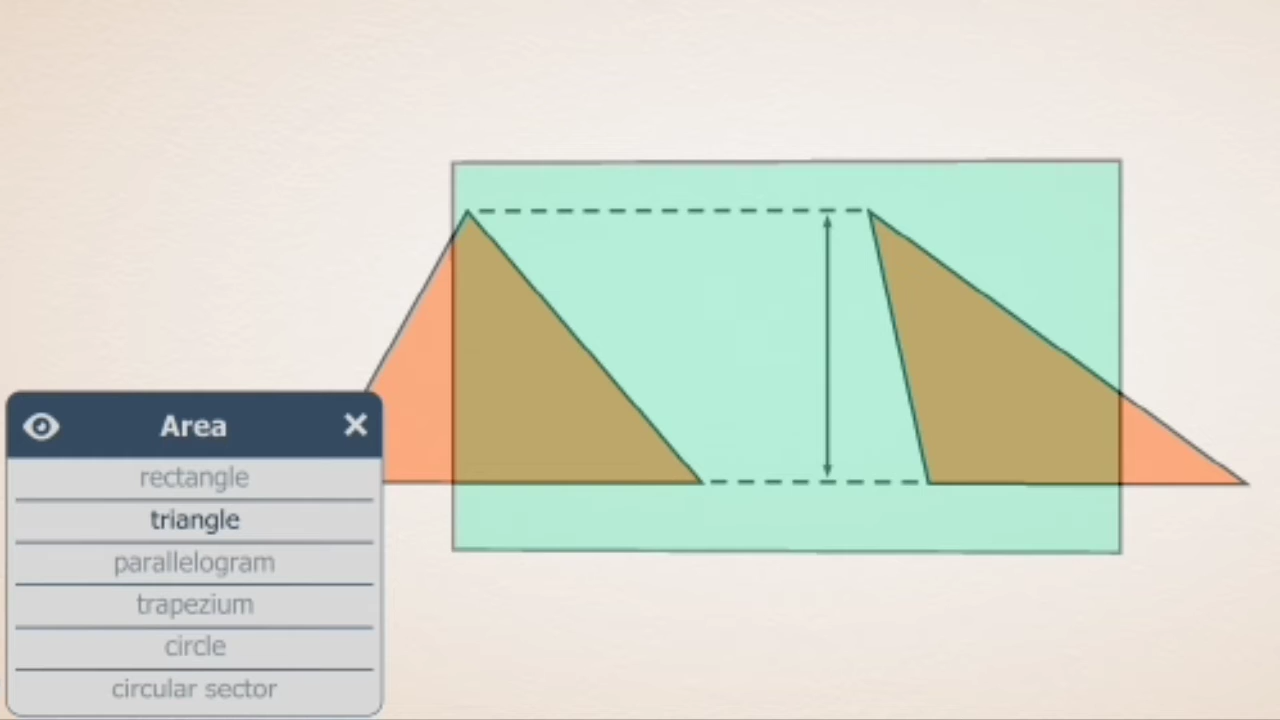 Area
rectangle
triangle
parallelogram
trapezium
circle
circular sector